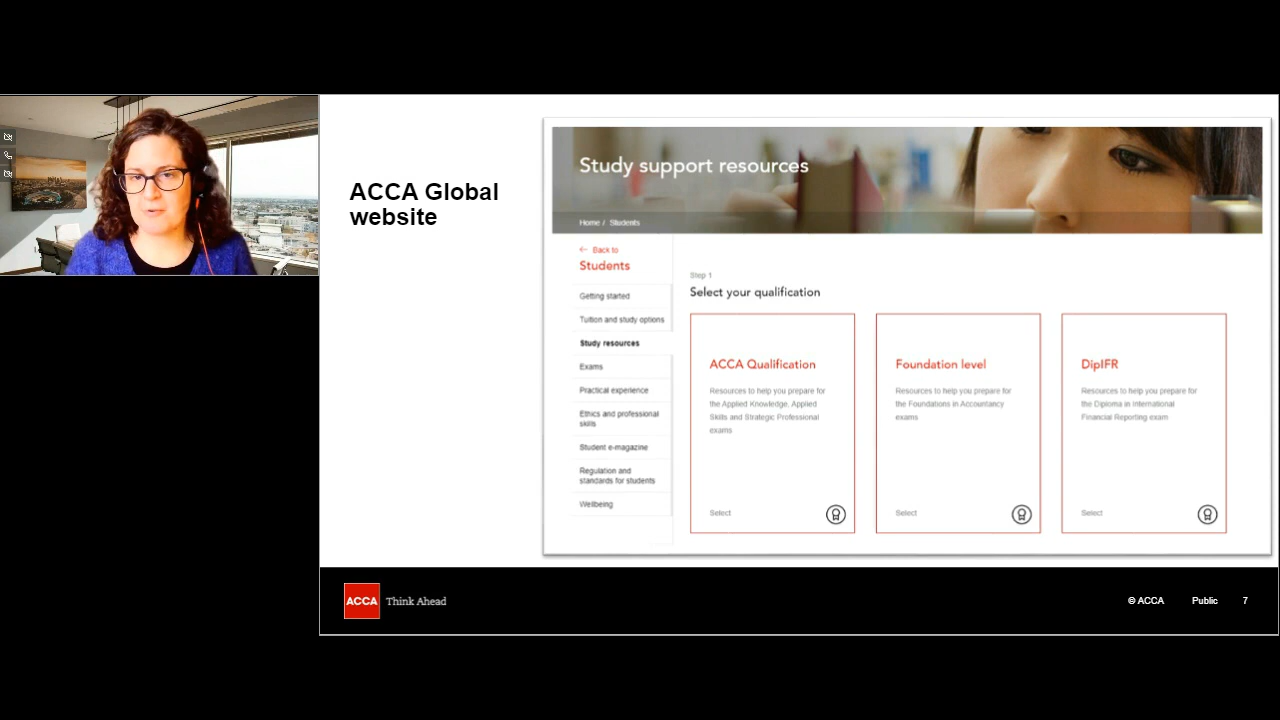 ACCA Global
website
Study support resources
Home / Students
← Back to
Students
Getting started
Tuition and study options
Study resources
Exams
Practical experience
Ethics and professional
skills
Student e-magazine
Regulation and
standards for students
Wellbeing
Step 1
Select your qualification
ACCA Qualification
Resources to help you prepare for
the Applied Knowledge, Applied
Skills and Strategic Professional
exams
Select
Foundation level
Resources to help you prepare for
the Foundations in Accountancy
exams
Select
DipIFR
Resources to help you prepare for
the Diploma in International
Financial Reporting exam
Select
ACCA Think Ahead
© ACCA Public 7